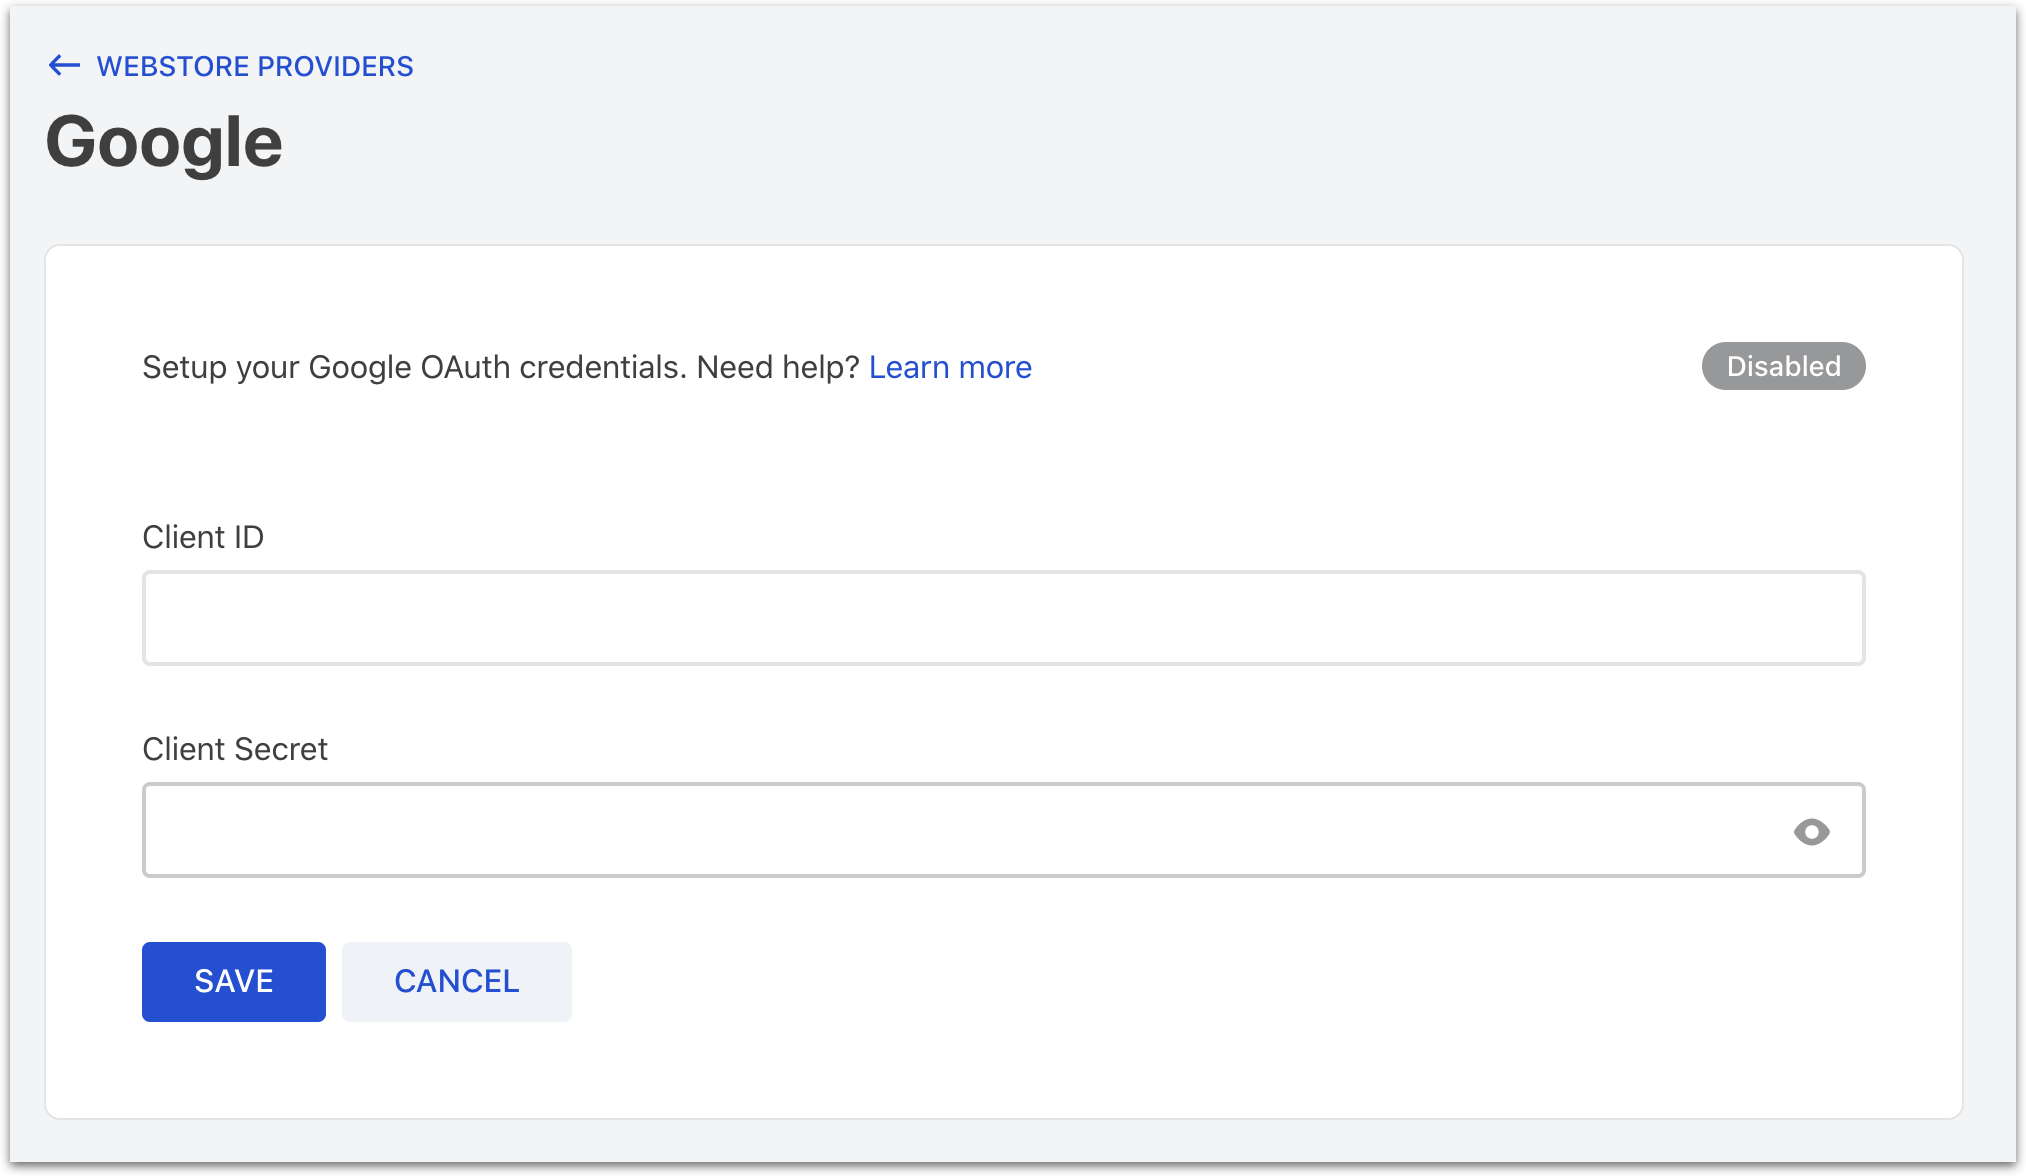 WEBSTORE PROVIDERS
Google
Setup your Google OAuth credentials. Need help? Learn more
Disabled
Client ID
Client Secret
SAVE
CANCEL